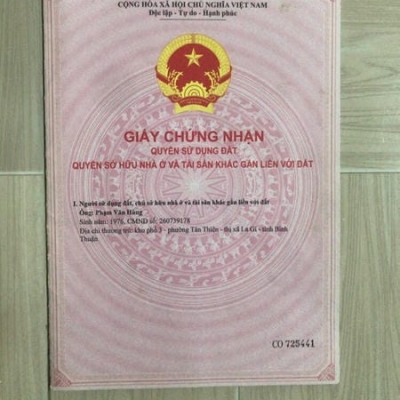 CỘNG HÒA XÃ HỘI CHỦ NGHĨA VIỆT NAM
Độc lập - Tự do - Hạnh phúc
GIẤY CHỨNG NHẬN
QUYỀN SỬ DỤNG ĐẤT
QUYỀN SỞ HỮU NHÀ Ở VÀ TÀI SẢN KHÁC GẮN LIỀN VỚI ĐẤT
I. Người sử dụng đất, chủ sở hữu nhà ở và tài sản khác gắn liền với đất
Ông: Phạm Văn Hùng
Sinh năm: 1976, CMND số: 260739178
Địa chỉ thường trú: khu phố 3 - phường Tân Thiện - thị xã La Gi - tỉnh Bình
Thuận
CO 725441